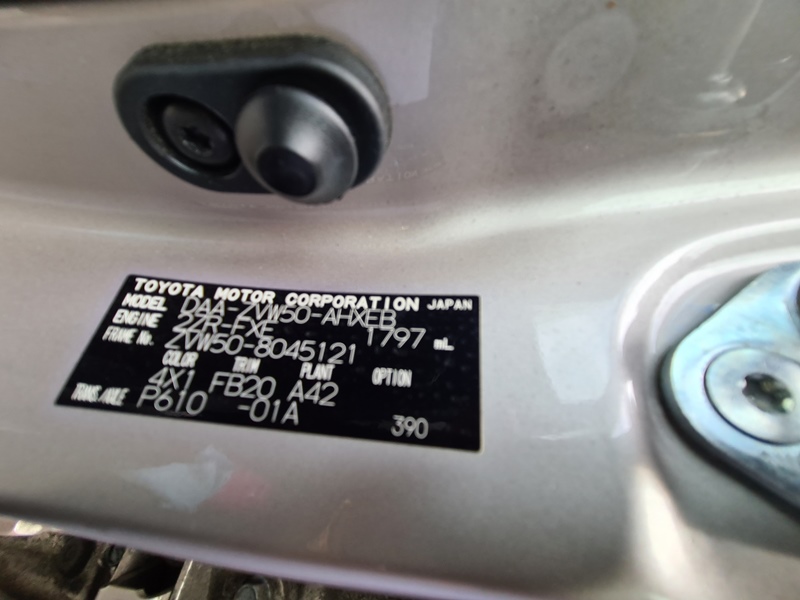 TOYOTA MOTOR CORPORATION JAPAN
MODEL DAA-ZVW50-AHXEB
ENGINE 2ZR-FXE 1797 mL
FRAME No. ZVW50-8045121
COLOR TRIM PLANT OPTION
4X1 FB20 A42
TRANS./AXLE P610 -01A
390